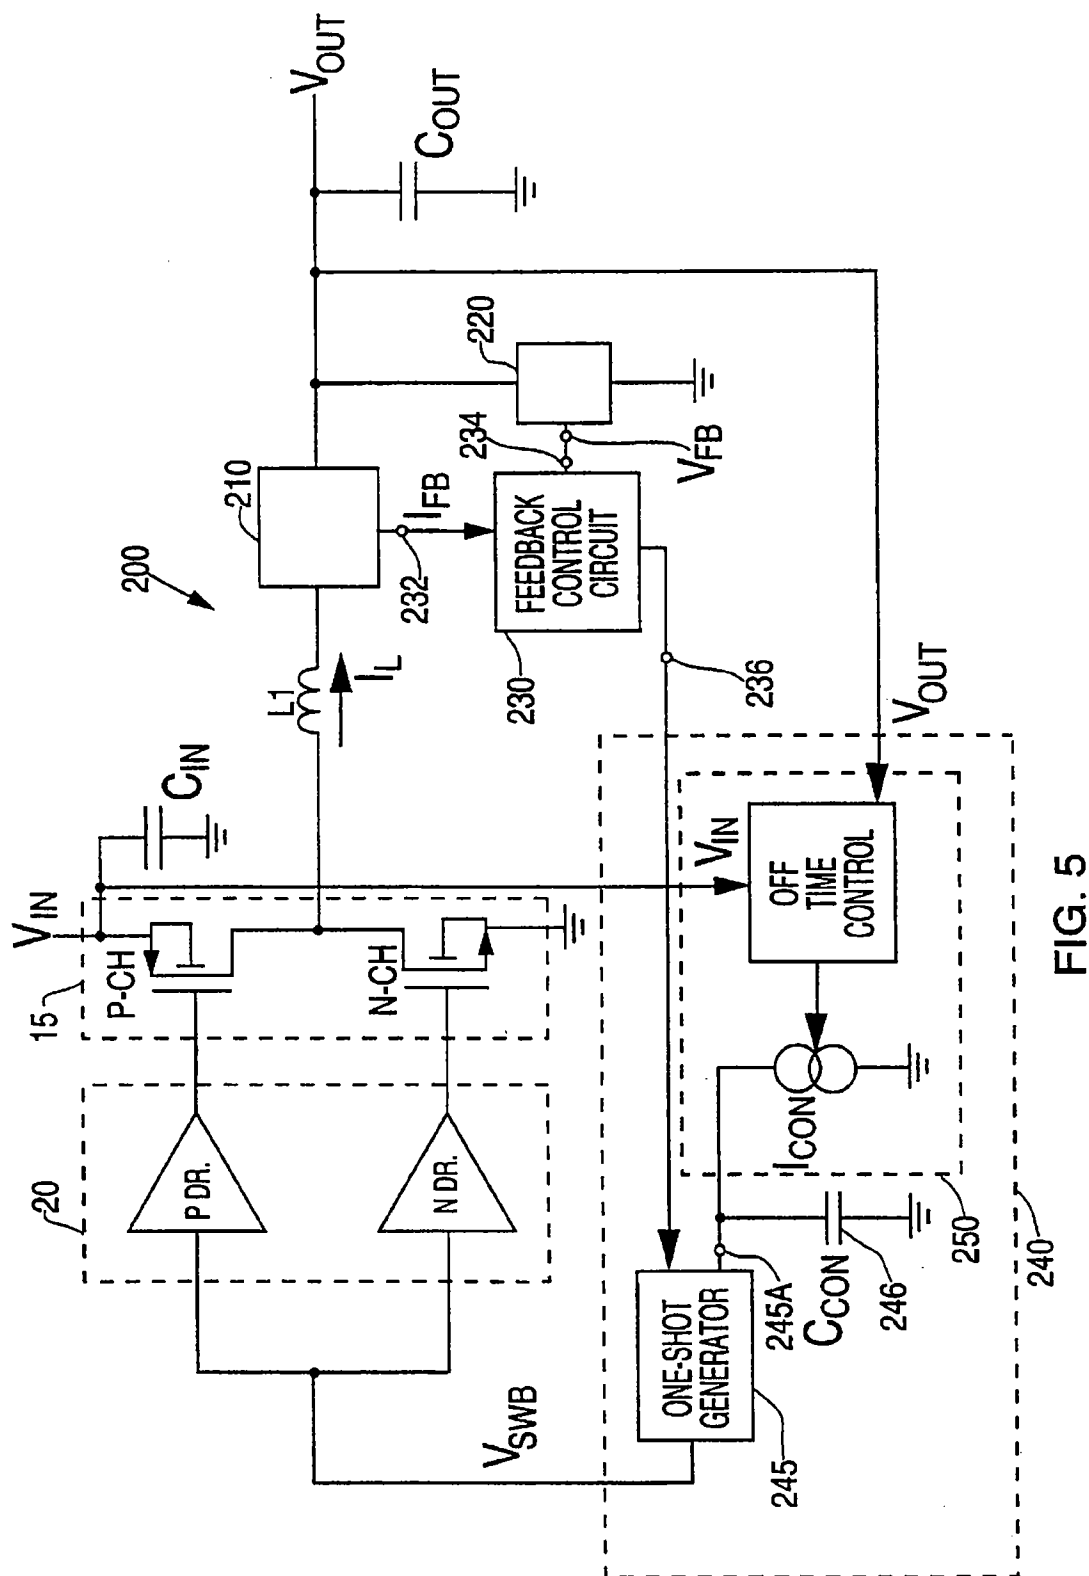 200
V_IN
C_IN
15
P-CH
N-CH
20
P DR.
N DR.
V_SWB
L1
I_L
210
I_FB
232
220
234
V_FB
V_OUT
C_OUT
FEEDBACK
CONTROL
CIRCUIT
230
236
V_OUT
V_IN
OFF
TIME
CONTROL
I_CON
250
240
ONE-SHOT
GENERATOR
245
245A
C_CON
246
FIG. 5